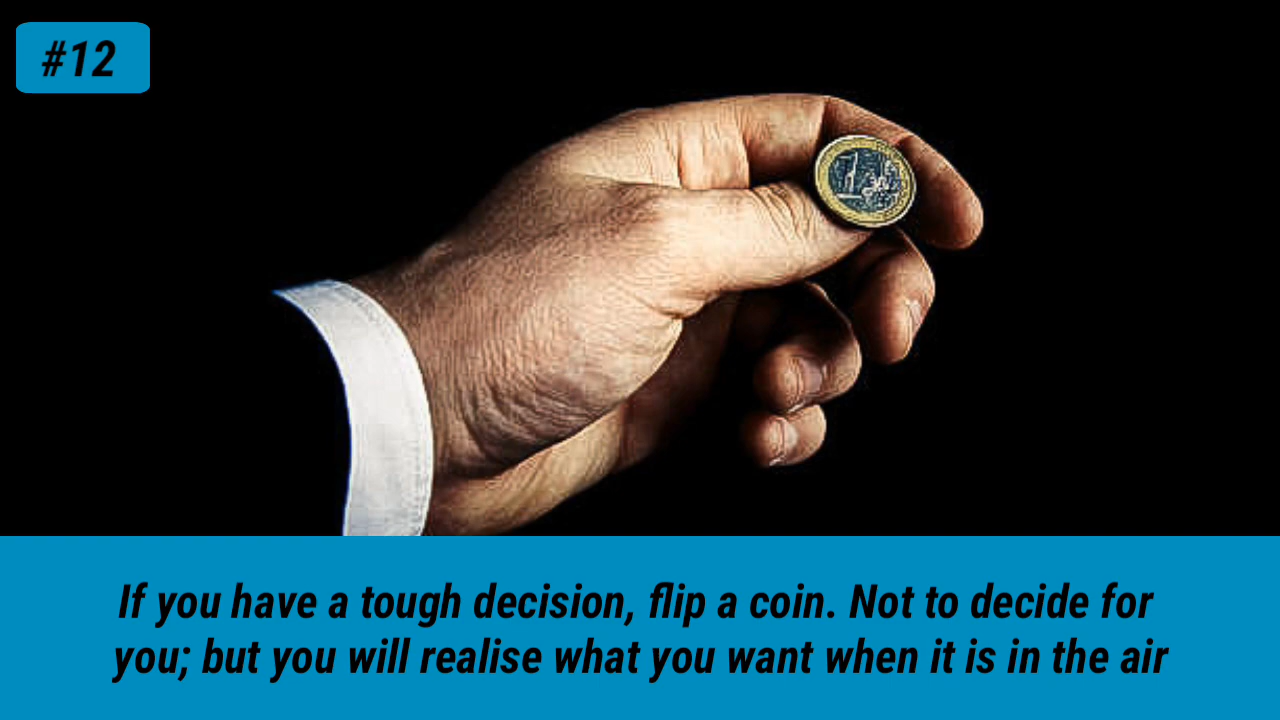 #12
1
If you have a tough decision, flip a coin. Not to decide for
you; but you will realise what you want when it is in the air